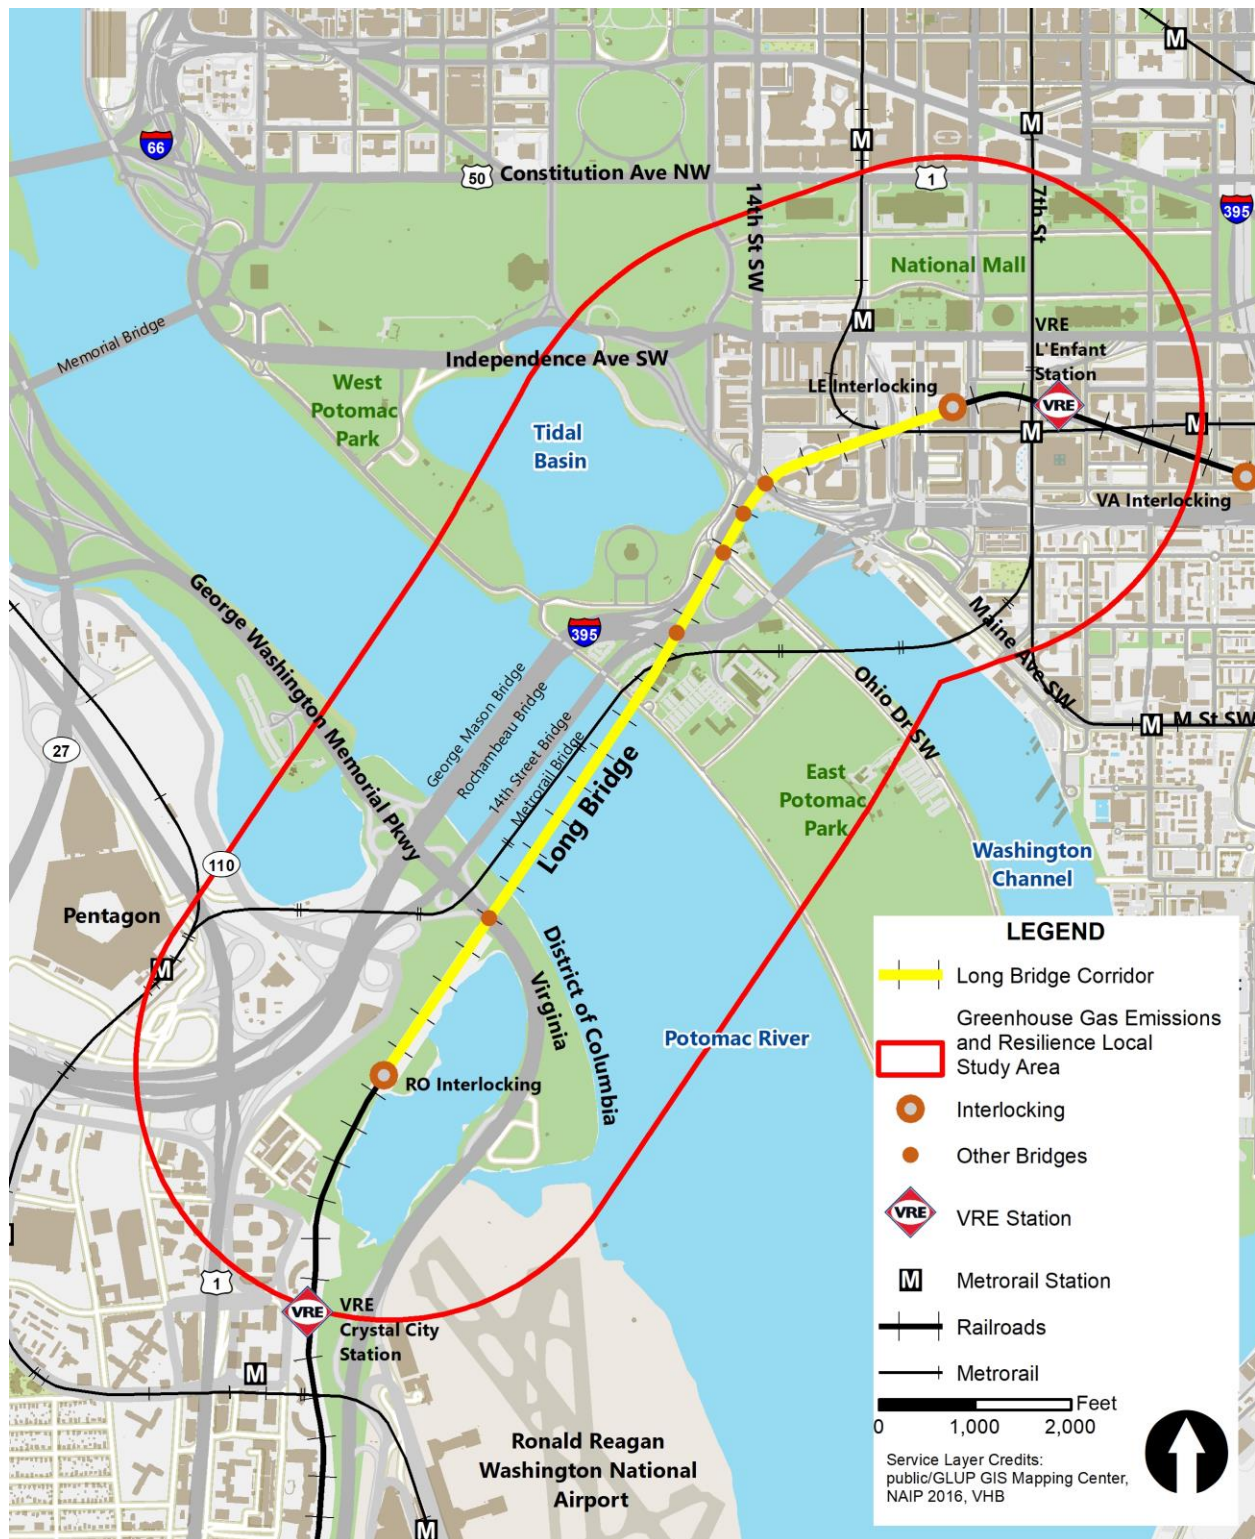 M
66
M
M
50
Constitution Ave NW
1
395
14th St SW
7th St
National Mall
Memorial Bridge
M
VRE
L'Enfant
Station
Independence Ave SW
West
Potomac
Park
LE Interlocking
VRE
M
M
Tidal
Basin
VA Interlocking
George Washington Memorial Pkwy
395
Maine Ave SW
Ohio Dr SW
M
M St SW
27
George Mason Bridge
Rochambeau Bridge
14th Street Bridge
Metrorail Bridge
Long Bridge
East
Potomac
Park
Washington
Channel
110
Pentagon
M
District of Columbia
Virginia
Potomac River
RO Interlocking
1
VRE
VRE
Crystal City
Station
M
Ronald Reagan
Washington National
Airport
M
LEGEND
Long Bridge Corridor
Greenhouse Gas Emissions
and Resilience Local
Study Area
Interlocking
Other Bridges
VRE
VRE Station
M
Metrorail Station
Railroads
Metrorail
Feet
0 1,000 2,000
Service Layer Credits:
public/GLUP GIS Mapping Center,
NAIP 2016, VHB